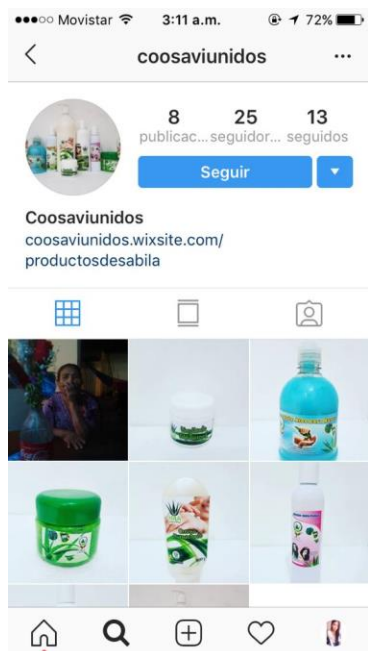 Movistar 3:11 a.m. 72%
coosaviunidos
8 25 13
publicac... seguidor... seguidos
Seguir
Coosaviunidos
coosaviunidos.wixsite.com/
productosdesabila